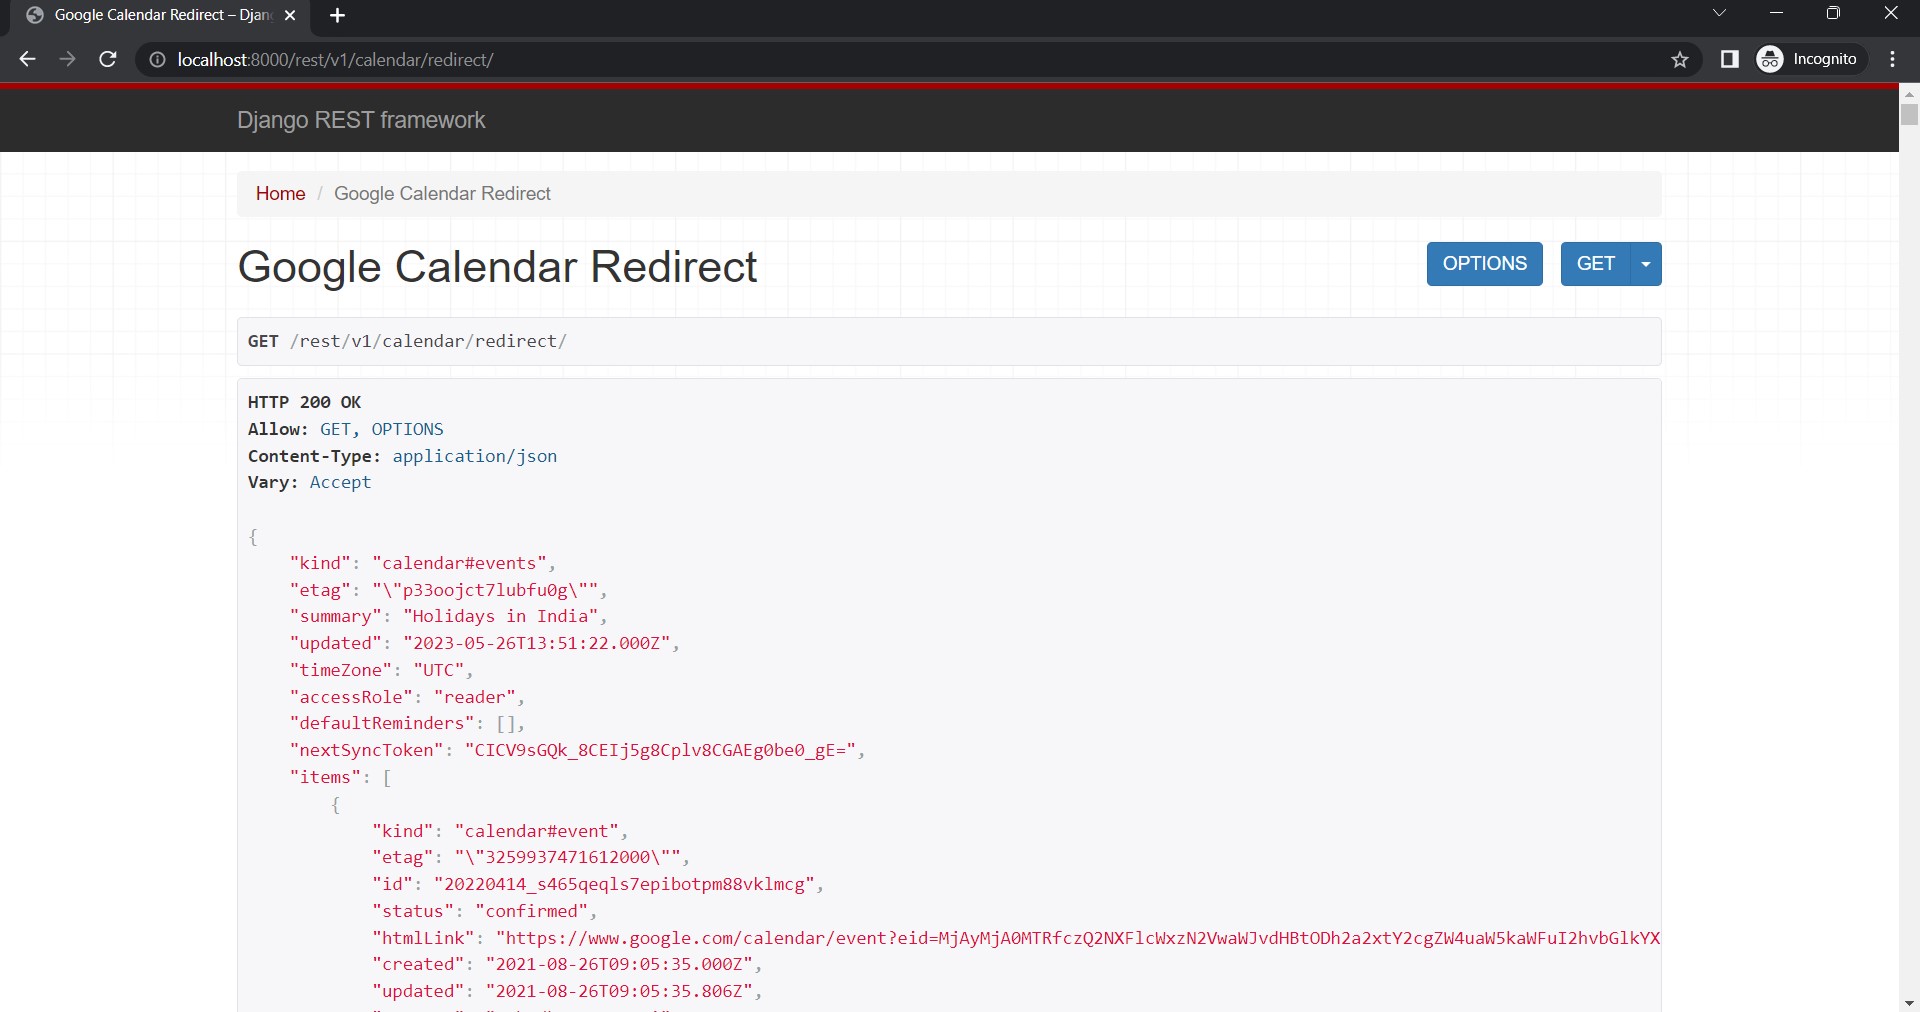 Google Calendar Redirect – Djan
localhost:8000/rest/v1/calendar/redirect/
Incognito
Django REST framework
Home / Google Calendar Redirect
Google Calendar Redirect
OPTIONS
GET
GET /rest/v1/calendar/redirect/
HTTP 200 OK
Allow: GET, OPTIONS
Content-Type: application/json
Vary: Accept
{
"kind": "calendar#events",
"etag": "\"p33oojct7lubfu0g\"",
"summary": "Holidays in India",
"updated": "2023-05-26T13:51:22.000Z",
"timeZone": "UTC",
"accessRole": "reader",
"defaultReminders": [],
"nextSyncToken": "CICV9sGQk_8CEIj5g8Cplv8CGAEg0be0_gE=",
"items": [
{
"kind": "calendar#event",
"etag": "\"3259937471612000\"",
"id": "20220414_s465qeqls7epibotpm88vklmcg",
"status": "confirmed",
"htmlLink": "https://www.google.com/calendar/event?eid=MjAyMjA0MTRfczQ2NXFlcWxzN2VwaWJvdHBtODh2a2xtY2cgZW4uaW5kaWFuI2hvbGlkYX
"created": "2021-08-26T09:05:35.000Z",
"updated": "2021-08-26T09:05:35.806Z",